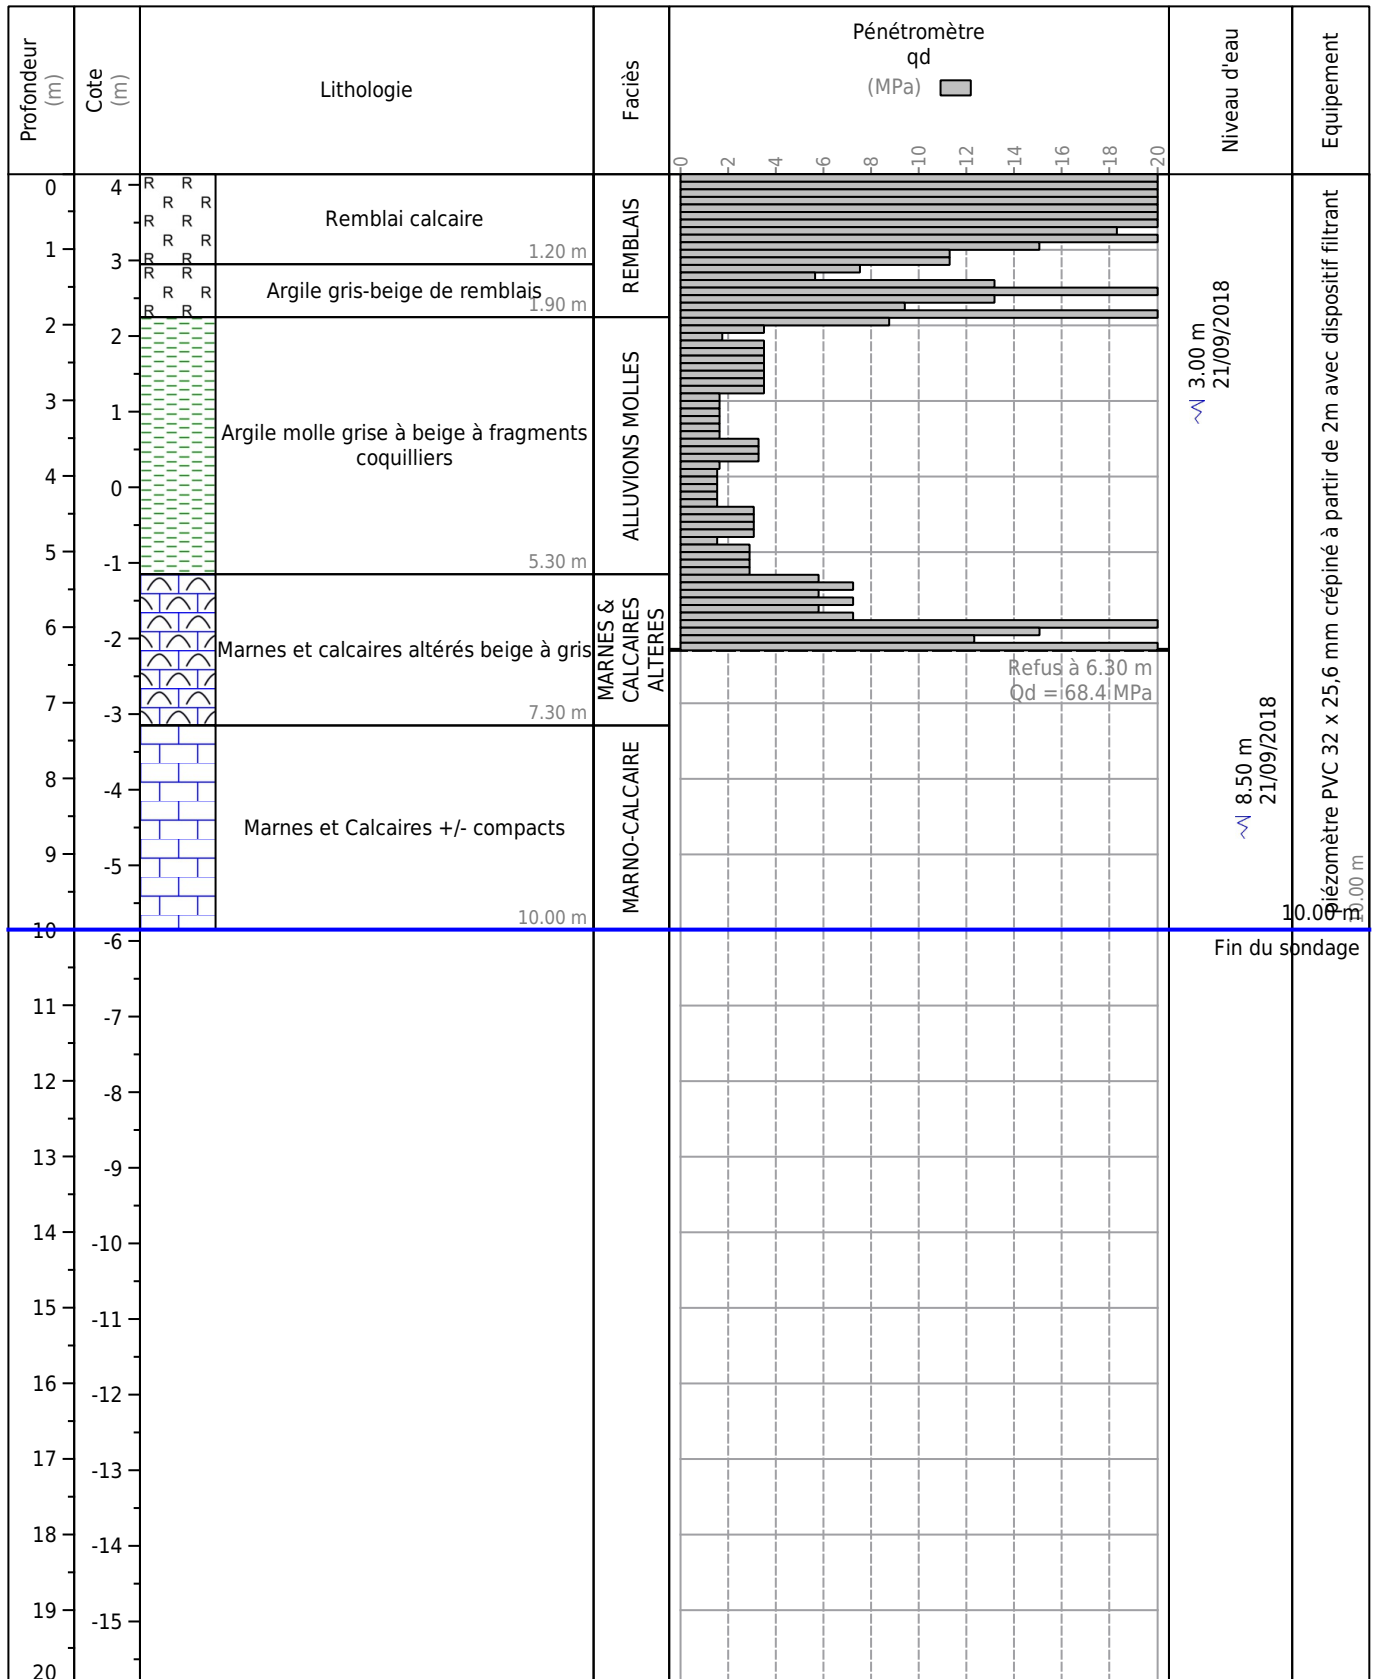 Profondeur
(m)
Cote
(m)
Lithologie
Faciès
Pénétromètre
qd
(MPa)
Niveau d'eau
Equipement
0
2
4
6
8
10
12
14
16
18
20
0
1
2
3
4
5
6
7
8
9
10
11
12
13
14
15
16
17
18
19
20
4
3
2
1
0
-1
-2
-3
-4
-5
-6
-7
-8
-9
-10
-11
-12
-13
-14
-15
R R
R R
R R
R R
R R
R R
R R
R R
Remblai calcaire
1.20 m
Argile gris-beige de remblais
1.90 m
Argile molle grise à beige à fragments
coquilliers
5.30 m
Marnes et calcaires altérés beige à gris
7.30 m
Marnes et Calcaires +/- compacts
10.00 m
REMBLAIS
ALLUVIONS MOLLES
MARNES &
CALCAIRES
ALTERES
MARNO-CALCAIRE
Refus à 6.30 m
Qd = 68.4 MPa
3.00 m
21/09/2018
8.50 m
21/09/2018
piézomètre PVC 32 x 25,6 mm crépiné à partir de 2m avec dispositif filtrant
10.00 m
10.00 m
Fin du sondage